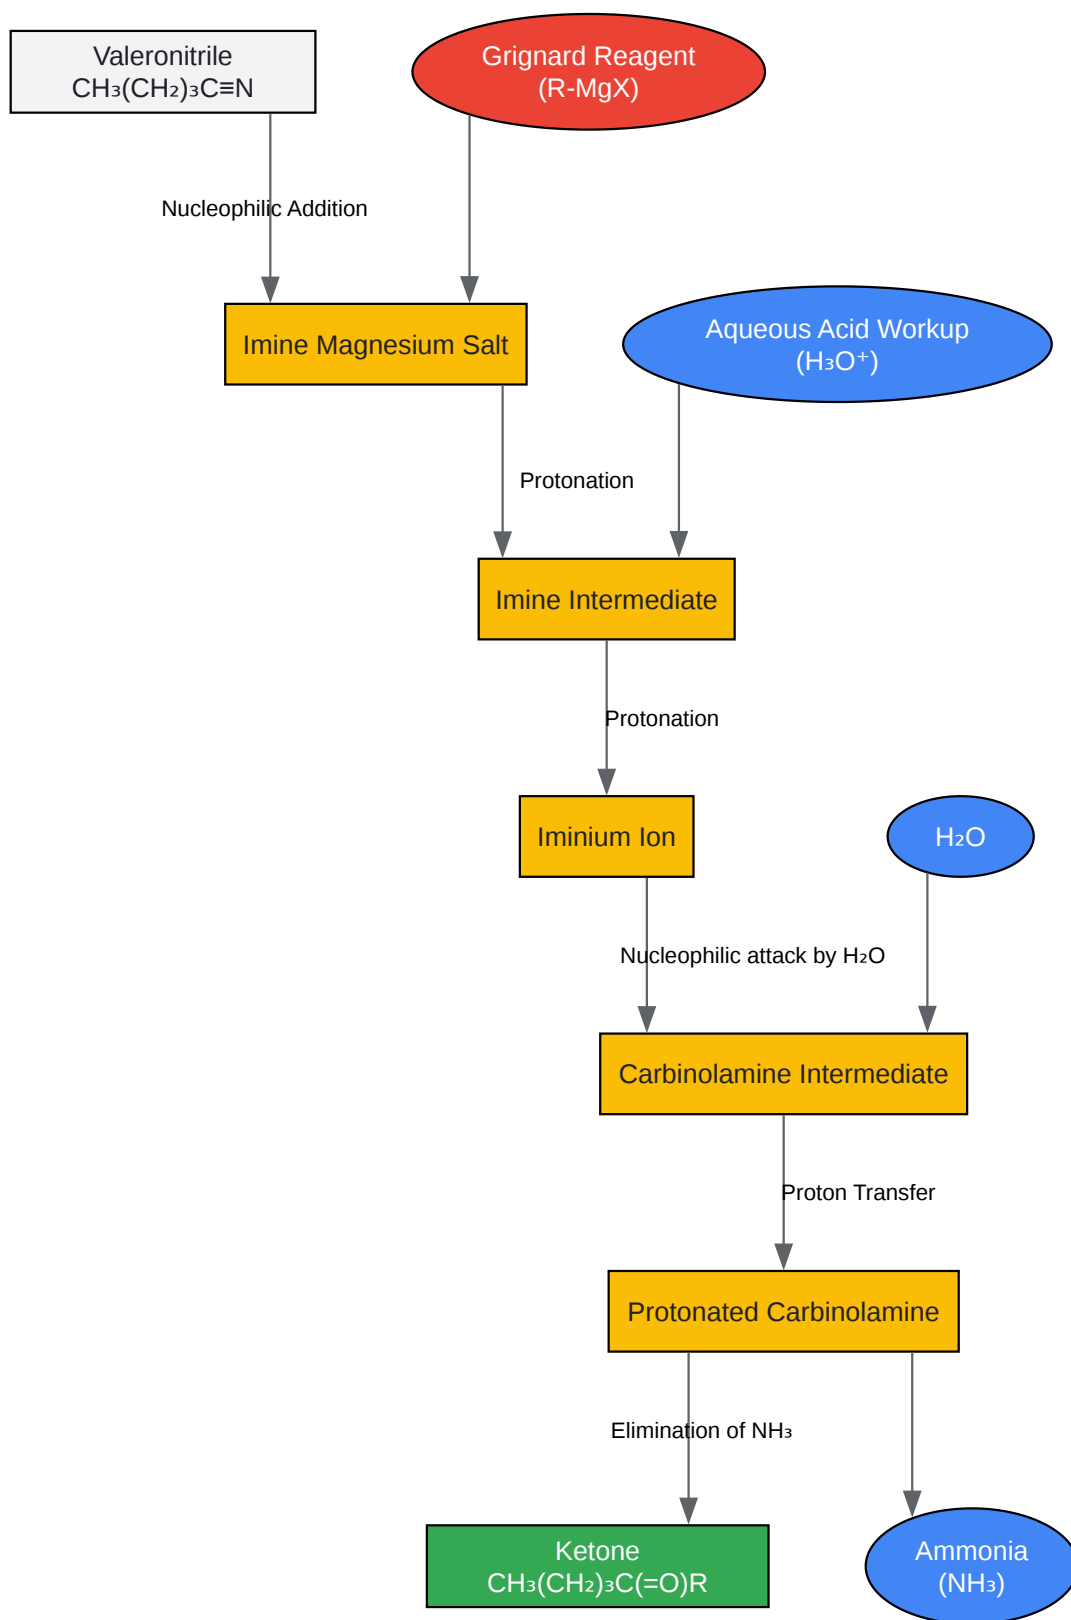 Valeronitrile
CH₃(CH₂)₃C≡N
Grignard Reagent
(R-MgX)
Nucleophilic Addition
Imine Magnesium Salt
Aqueous Acid Workup
(H₃O⁺)
Protonation
Imine Intermediate
Protonation
Iminium Ion
H₂O
Nucleophilic attack by H₂O
Carbinolamine Intermediate
Proton Transfer
Protonated Carbinolamine
Elimination of NH₃
Ketone
CH₃(CH₂)₃C(=O)R
Ammonia
(NH₃)